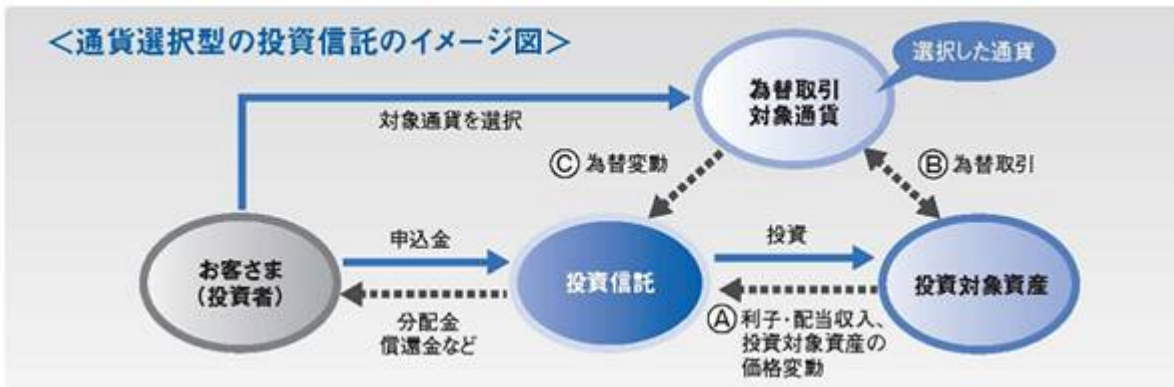 ＜通貨選択型の投資信託のイメージ図＞
選択した通貨
為替取引
対象通貨
対象通貨を選択
Ⓒ 為替変動
Ⓑ 為替取引
お客さま
（投資者）
申込金
分配金
償還金など
投資信託
投資
Ⓐ 利子・配当収入、
投資対象資産の
価格変動
投資対象資産